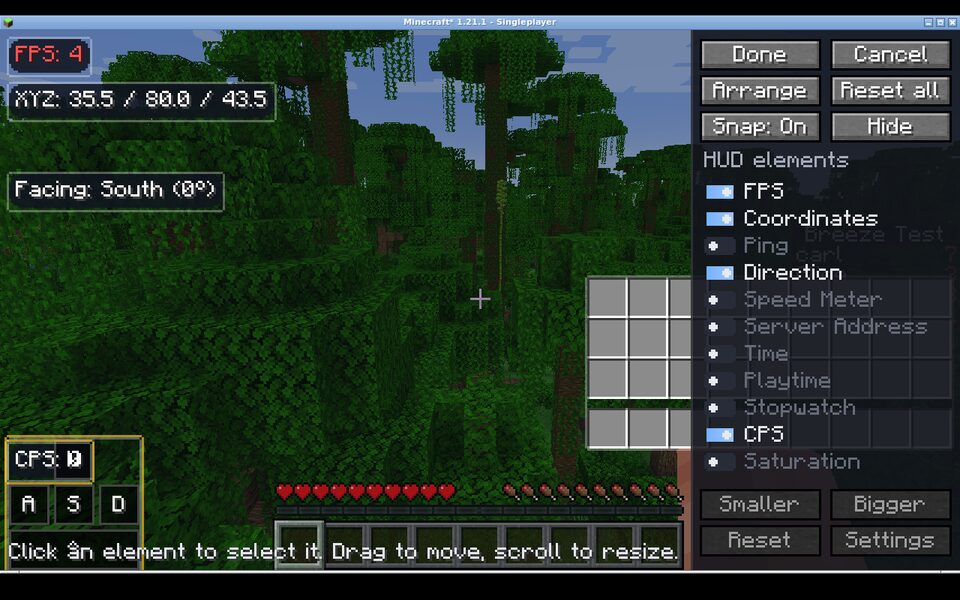 Minecraft* 1.21.1 - Singleplayer
FPS: 4
XYZ: 35.5 / 80.0 / 43.5
Facing: South (0°)
CPS: 0
A S D
Click an element to select it. Drag to move, scroll to resize.
Done Cancel
Arrange Reset all
Snap: On Hide
HUD elements
FPS
Coordinates
Breeze Test
Ping
carl
Direction
Speed Meter
Server Address
Time
Playtime
Stopwatch
CPS
Saturation
Smaller Bigger
Reset Settings